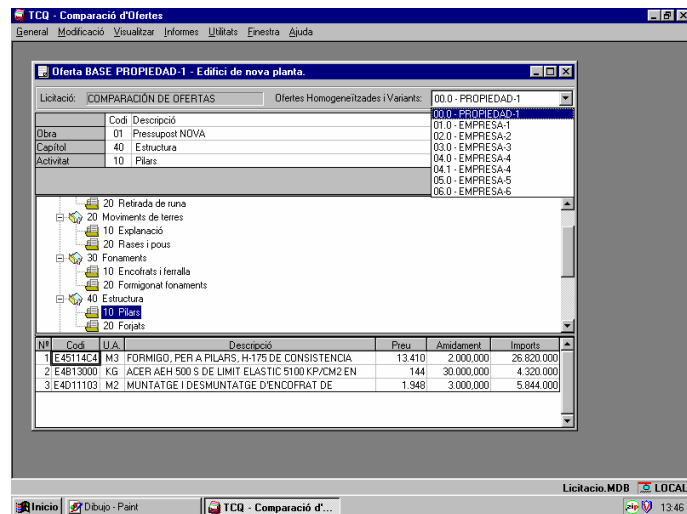 TCQ - Comparació d'Ofertes
General Modificació Visualitzar Informes Utilitats Finestra Ajuda
Oferta BASE PROPIEDAD-1 - Edifici de nova planta.
Licitació: COMPARACIÓN DE OFERTAS Ofertes Homogeneïtzades i Variants: 00.0 - PROPIEDAD-1
00.0 - PROPIEDAD-1
01.0 - EMPRESA-1
02.0 - EMPRESA-2
03.0 - EMPRESA-3
04.0 - EMPRESA-4
04.1 - EMPRESA-4
05.0 - EMPRESA-5
06.0 - EMPRESA-6
Codi Descripció
Obra 01 Pressupost NOVA
Capítol 40 Estructura
Activitat 10 Pilars
20 Retirada de runa
20 Moviments de terres
10 Explanació
20 Rases i pous
30 Fonaments
10 Encofrats i ferralla
20 Formigonat fonaments
40 Estructura
10 Pilars
20 Forjats
Nº Codi U.A. Descripció Preu Amidament Imports
1 E45114C4 M3 FORMIGO, PER A PILARS, H-175 DE CONSISTENCIA 13.410 2.000,000 26.820.000
2 E4B13000 KG ACER AEH 500 S DE LIMIT ELASTIC 5100 KP/CM2 EN 144 30.000,000 4.320.000
3 E4D11103 M2 MUNTATGE I DESMUNTATGE D'ENCOFRAT DE 1.948 3.000,000 5.844.000
Licitacio.MDB LOCAL
Inicio Dibujo - Paint TCQ - Comparació d'... zip 13:46